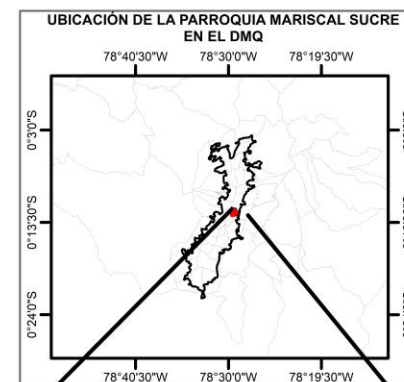 UBICACIÓN DE LA PARROQUIA MARISCAL SUCRE
EN EL DMQ
78°40'30"W 78°30'0"W 78°19'30"W
0°3'0"S
0°13'30"S
0°24'0"S
78°40'30"W 78°30'0"W 78°19'30"W